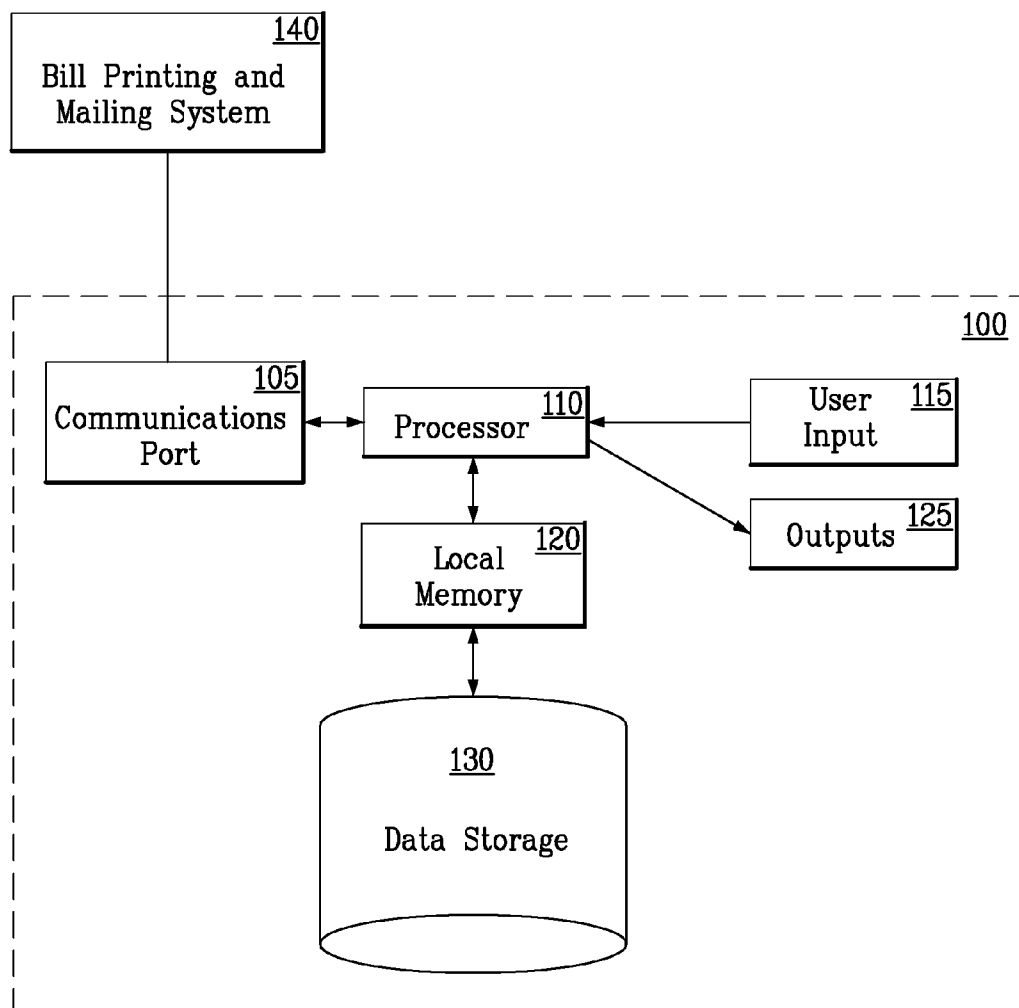 140
Bill Printing and
Mailing System
100
105
Communications
Port
110
Processor
115
User
Input
125
Outputs
120
Local
Memory
130
Data Storage